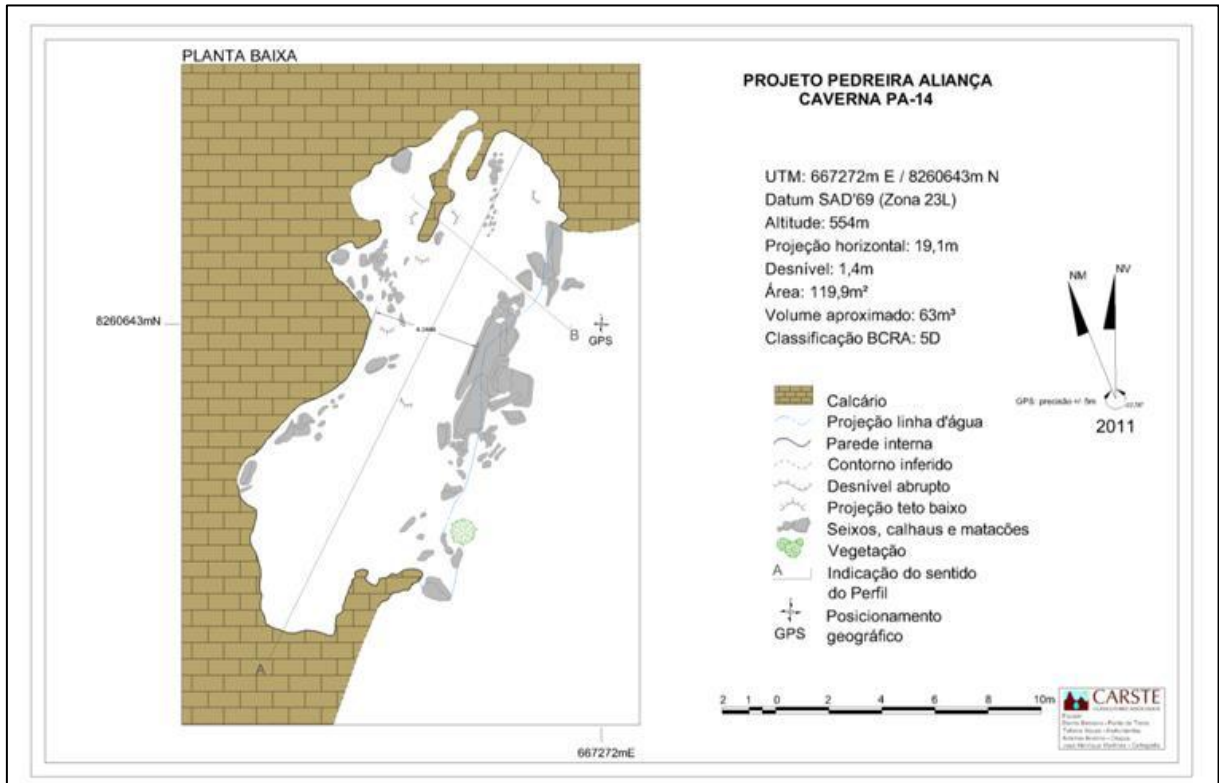 PLANTA BAIXA
PROJETO PEDREIRA ALIANÇA
CAVERNA PA-14
UTM: 667272m E / 8260643m N
Datum SAD'69 (Zona 23L)
Altitude: 554m
Projeção horizontal: 19,1m
Desnível: 1,4m
Área: 119,9m²
Volume aproximado: 63m³
Classificação BCRA: 5D
NM
NV
GPS: precisão +/- 5m
2011
8260643mN
B
GPS
A
667272mE
Calcário
Projeção linha d'água
Parede interna
Contorno inferido
Desnível abrupto
Projeção teto baixo
Seixos, calhaus e matacões
Vegetação
A
Indicação do sentido
do Perfil
GPS
Posicionamento
geográfico
2 1 0 2 4 6 8 10m
CARSTE